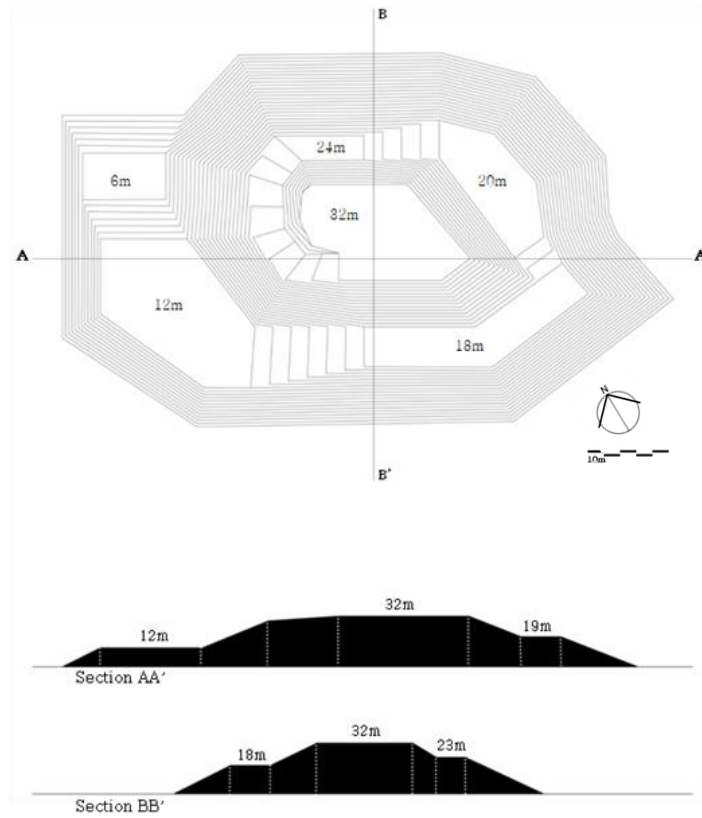 B
24m
20m
6m
32m
A
A
12m
18m
N
10m
B'
32m
12m
19m
Section AA'
32m
18m
23m
Section BB'